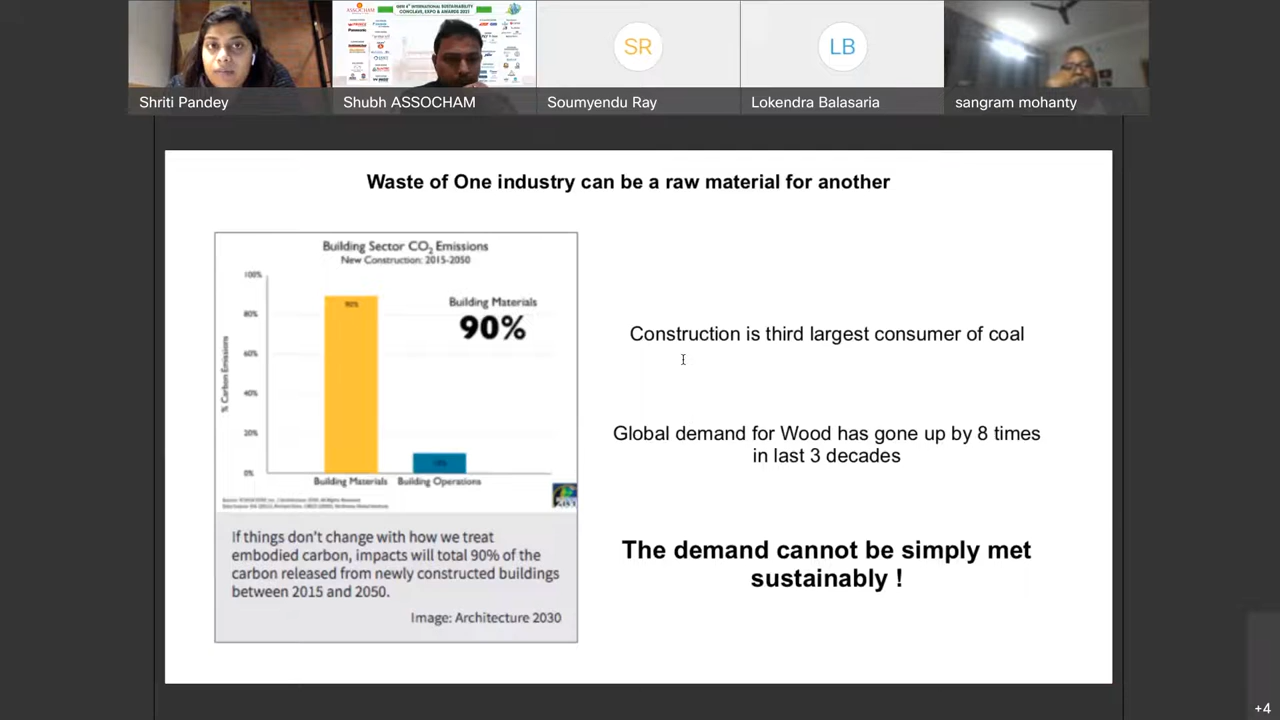 ASSOCHAM
Shriti Pandey
Shubh ASSOCHAM
SR
Soumyendu Ray
LB
Lokendra Balasaria
sangram mohanty
Waste of One industry can be a raw material for another
Building Sector CO₂ Emissions
New Construction: 2015-2050
100%
80%
60%
40%
20%
0%
% Carbon Emissions
90%
Building Materials
90%
Building Materials
Building Operations
If things don't change with how we treat
embodied carbon, impacts will total 90% of the
carbon released from newly constructed buildings
between 2015 and 2050.
Image: Architecture 2030
Construction is third largest consumer of coal
Global demand for Wood has gone up by 8 times
in last 3 decades
The demand cannot be simply met
sustainably !
+4